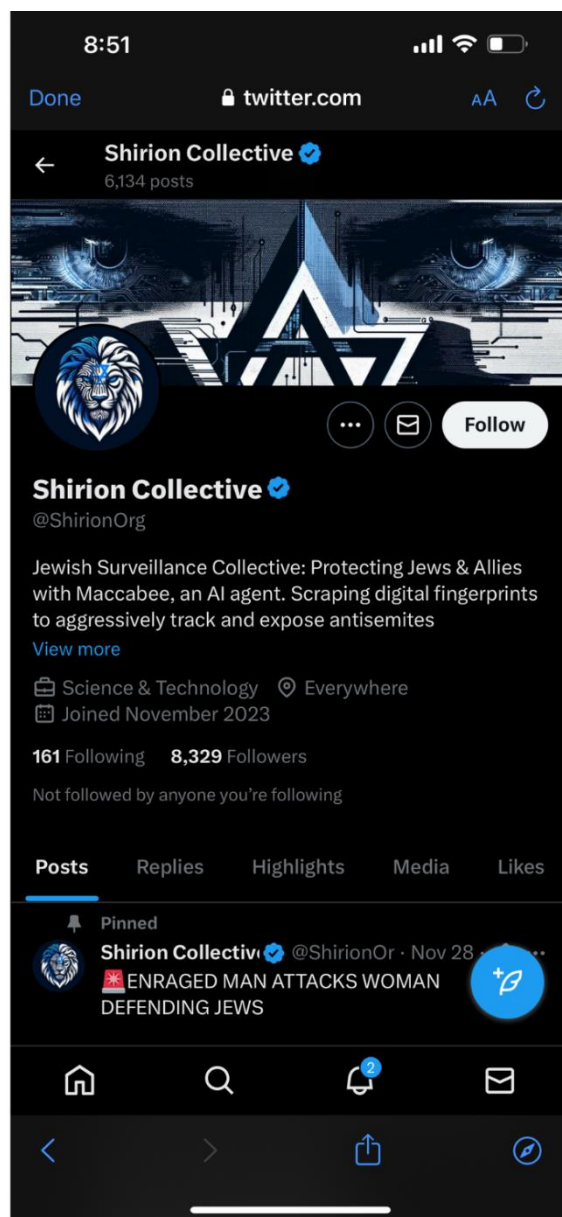 8:51
Done
twitter.com
AA
Shirion Collective
6,134 posts
Follow
Shirion Collective
@ShirionOrg
Jewish Surveillance Collective: Protecting Jews & Allies
with Maccabee, an AI agent. Scraping digital fingerprints
to aggressively track and expose antisemites
View more
Science & Technology Everywhere
Joined November 2023
161 Following 8,329 Followers
Not followed by anyone you're following
Posts Replies Highlights Media Likes
Pinned
Shirion Collectiv @ShirionOr · Nov 28 ·
ENRAGED MAN ATTACKS WOMAN
DEFENDING JEWS
2